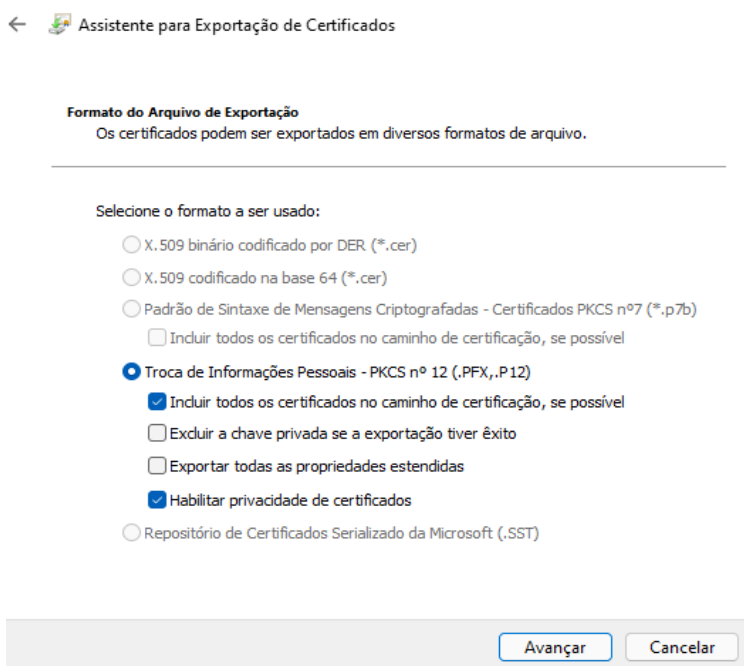 Assistente para Exportação de Certificados
Formato do Arquivo de Exportação
Os certificados podem ser exportados em diversos formatos de arquivo.
Selecione o formato a ser usado:
X.509 binário codificado por DER (*.cer)
X.509 codificado na base 64 (*.cer)
Padrão de Sintaxe de Mensagens Criptografadas - Certificados PKCS nº7 (*.p7b)
Incluir todos os certificados no caminho de certificação, se possível
Troca de Informações Pessoais - PKCS nº 12 (.PFX,.P12)
Incluir todos os certificados no caminho de certificação, se possível
Excluir a chave privada se a exportação tiver êxito
Exportar todas as propriedades estendidas
Habilitar privacidade de certificados
Repositório de Certificados Serializado da Microsoft (.SST)
Avançar Cancelar